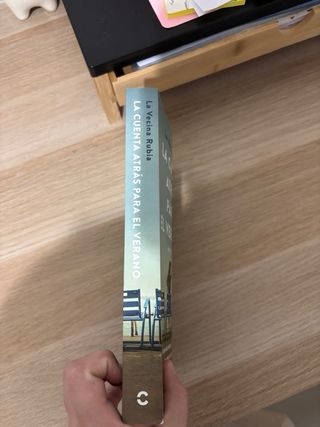 La Vecina Rubia
LA CUENTA ATRÁS PARA EL VERANO